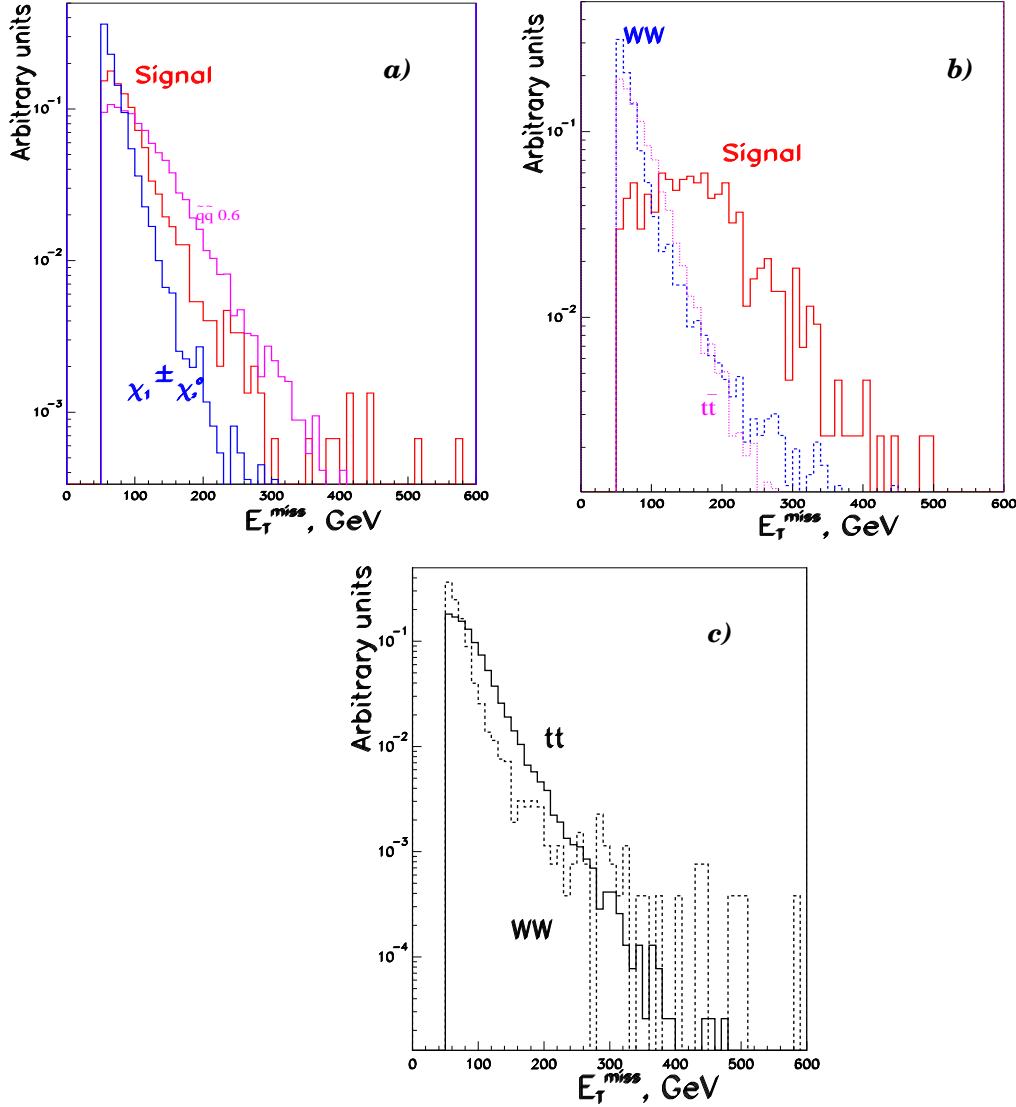 Arbitrary units
10⁻¹
10⁻²
10⁻³
a)
Signal
q̃q̃ 0.6
χ₁± χ₂⁰
0 100 200 300 400 500 600
E_T^miss, GeV
Arbitrary units
10⁻¹
10⁻²
b)
WW
Signal
tt̄
0 100 200 300 400 500 600
E_T^miss, GeV
Arbitrary units
10⁻¹
10⁻²
10⁻³
10⁻⁴
c)
tt
WW
0 100 200 300 400 500 600
E_T^miss, GeV